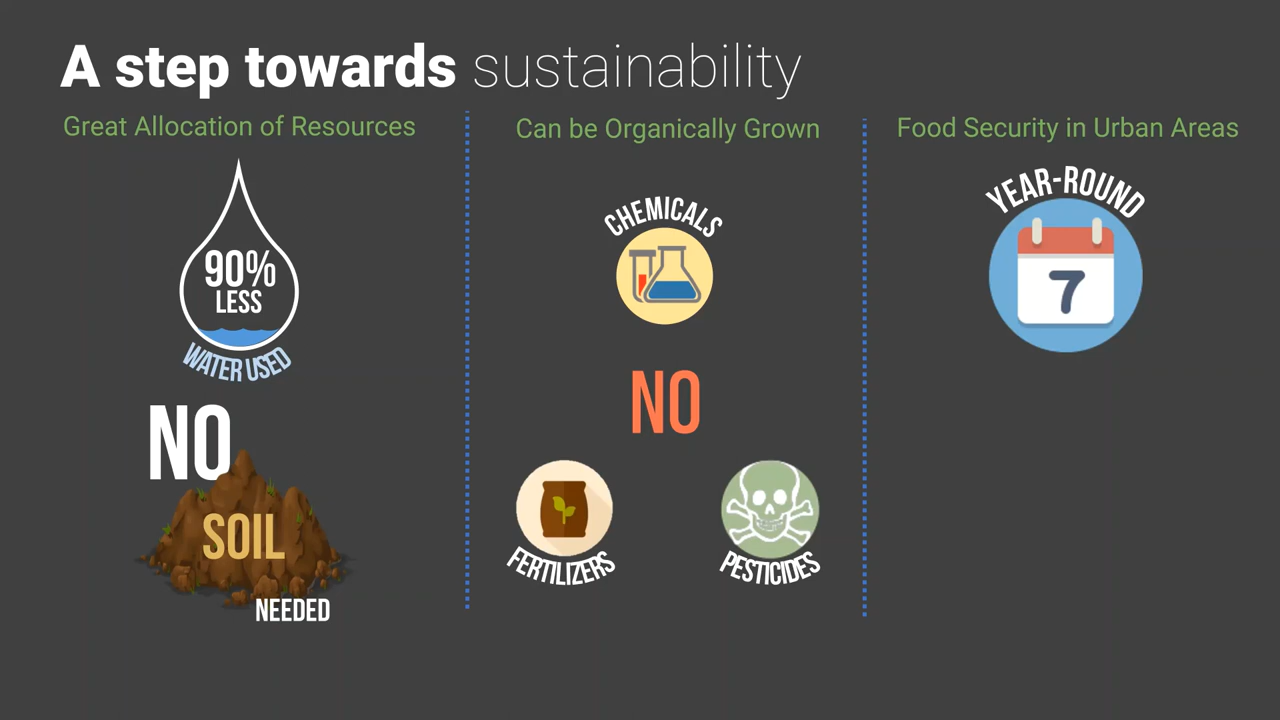 A step towards sustainability
Great Allocation of Resources
90%
LESS
WATER USED
NO
SOIL
NEEDED
Can be Organically Grown
CHEMICALS
NO
FERTILIZERS
PESTICIDES
Food Security in Urban Areas
YEAR-ROUND
7